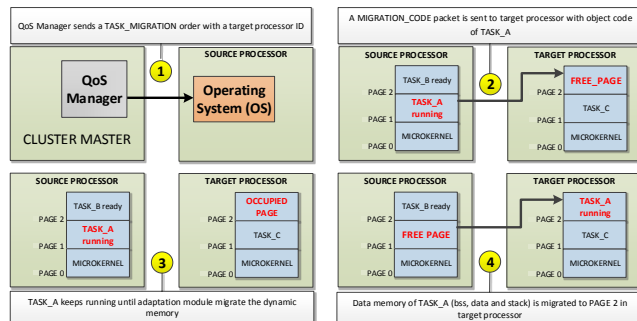 QoS Manager sends a TASK_MIGRATION order with a target processor ID
SOURCE PROCESSOR
1
QoS
Manager
Operating
System (OS)
CLUSTER MASTER
A MIGRATION_CODE packet is sent to target processor with object code
of TASK_A
SOURCE PROCESSOR
TARGET PROCESSOR
2
TASK_B ready
PAGE 2
TASK_A
running
PAGE 1
MICROKERNEL
PAGE 0
FREE_PAGE
PAGE 2
TASK_C
PAGE 1
MICROKERNEL
PAGE 0
SOURCE PROCESSOR
TARGET PROCESSOR
TASK_B ready
PAGE 2
TASK_A
running
PAGE 1
MICROKERNEL
PAGE 0
OCCUPIED
PAGE
PAGE 2
TASK_C
PAGE 1
MICROKERNEL
PAGE 0
3
TASK_A keeps running until adaptation module migrate the dynamic
memory
SOURCE PROCESSOR
TARGET PROCESSOR
TASK_B ready
PAGE 2
FREE PAGE
PAGE 1
MICROKERNEL
PAGE 0
TASK_A
running
PAGE 2
TASK_C
PAGE 1
MICROKERNEL
PAGE 0
4
Data memory of TASK_A (bss, data and stack) is migrated to PAGE 2 in
target processor